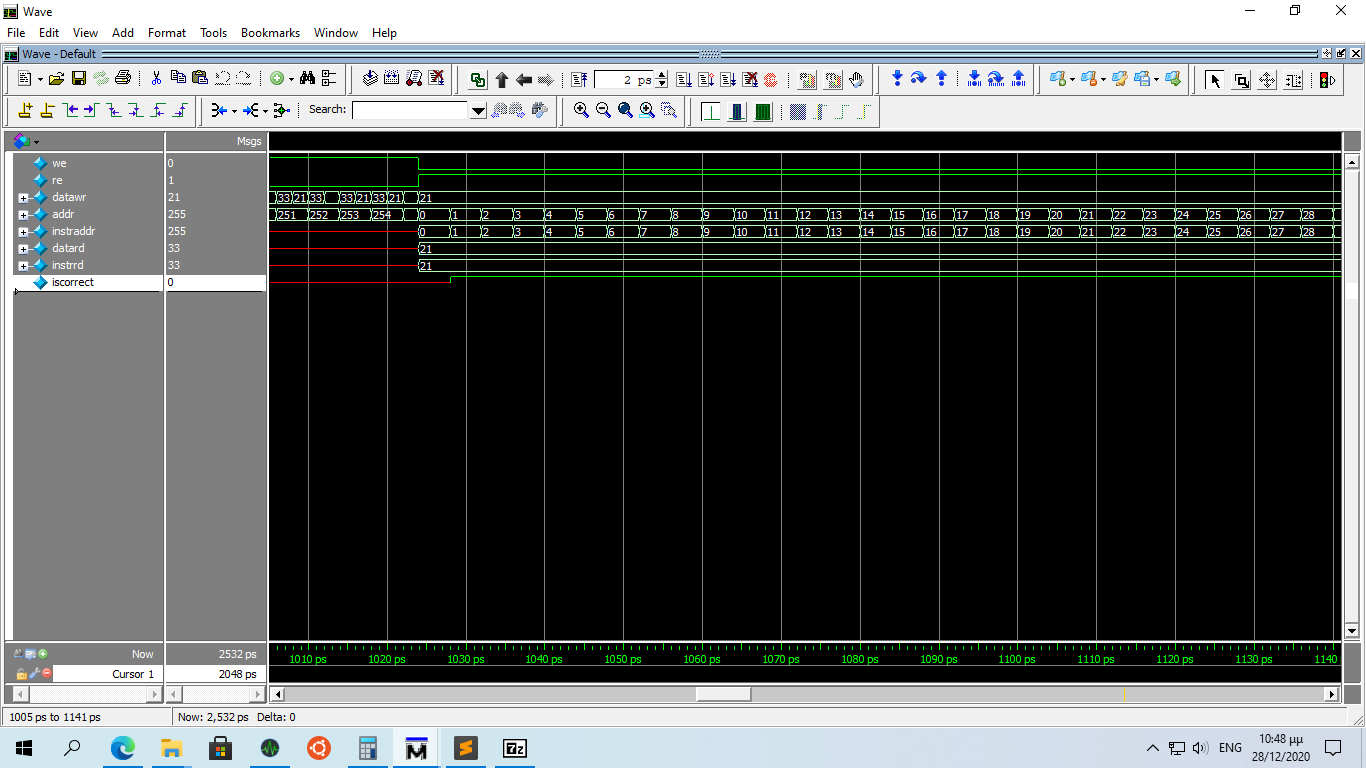 Wave
File Edit View Add Format Tools Bookmarks Window Help
Wave - Default
2 ps
Search:
Msgs
we 0
re 1
datawr 21 33 21 33 33 21 33 21 21
addr 255 251 252 253 254 0 1 2 3 4 5 6 7 8 9 10 11 12 13 14 15 16 17 18 19 20 21 22 23 24 25 26 27 28
instraddr 255 0 1 2 3 4 5 6 7 8 9 10 11 12 13 14 15 16 17 18 19 20 21 22 23 24 25 26 27 28
datard 33 21
instrrd 33 21
iscorrect 0
Now 2532 ps 1010 ps 1020 ps 1030 ps 1040 ps 1050 ps 1060 ps 1070 ps 1080 ps 1090 ps 1100 ps 1110 ps 1120 ps 1130 ps 1140
Cursor 1 2048 ps
1005 ps to 1141 ps Now: 2,532 ps Delta: 0
M 7z ENG 10:48 μμ
28/12/2020